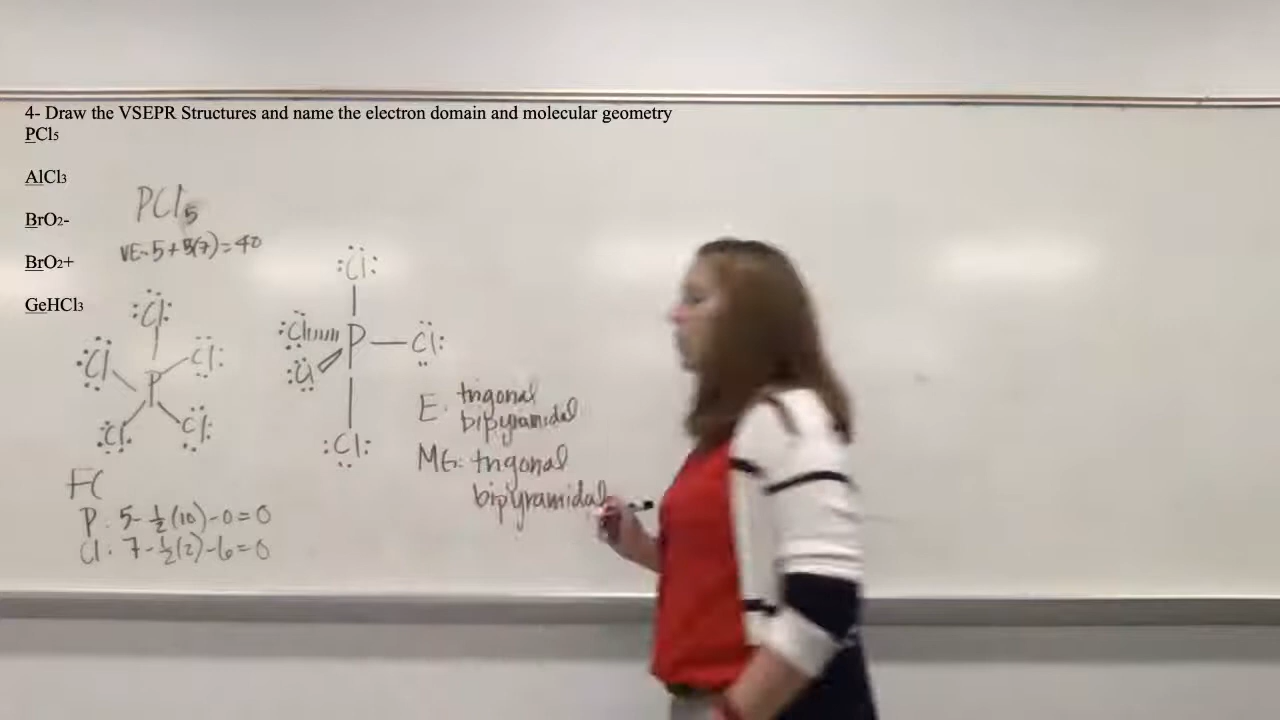 4- Draw the VSEPR Structures and name the electron domain and molecular geometry
PCl5
AlCl3
BrO2-
BrO2+
GeHCl3
PCl5
VE- 5+5(7)=40
Cl
Cl
Cl
P
Cl
Cl
Cl
Cl
P
Cl
Cl
Cl
E: trigonal
bipyramidal
MG: trigonal
bipyramidal
FC
P: 5-½(10)-0=0
Cl: 7-½(2)-6=0